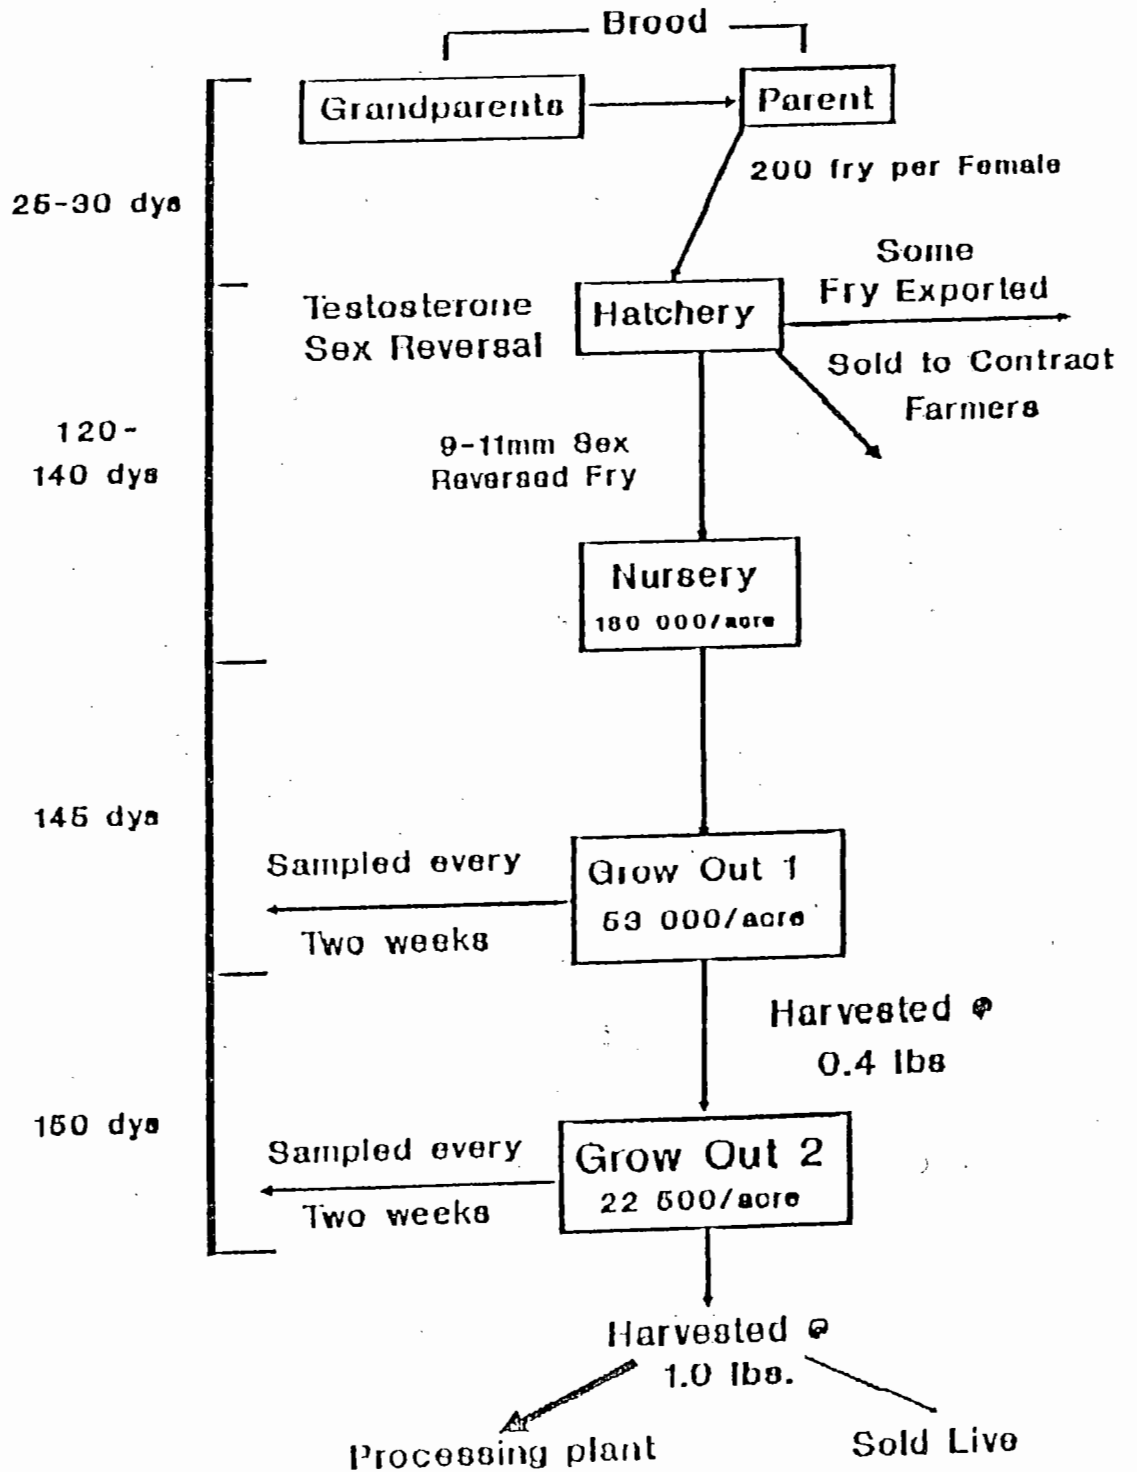 Brood
Grandparents
Parent
200 fry per Female
25-30 dys
Some
Fry Exported
Testosterone
Sex Reversal
Hatchery
Sold to Contract
Farmers
120-
140 dys
9-11mm Sex
Reversed Fry
Nursery
180 000/acre
145 dys
Sampled every
Two weeks
Grow Out 1
53 000/acre
Harvested @
0.4 lbs
150 dys
Sampled every
Two weeks
Grow Out 2
22 500/acre
Harvested @
1.0 lbs.
Processing plant
Sold Live